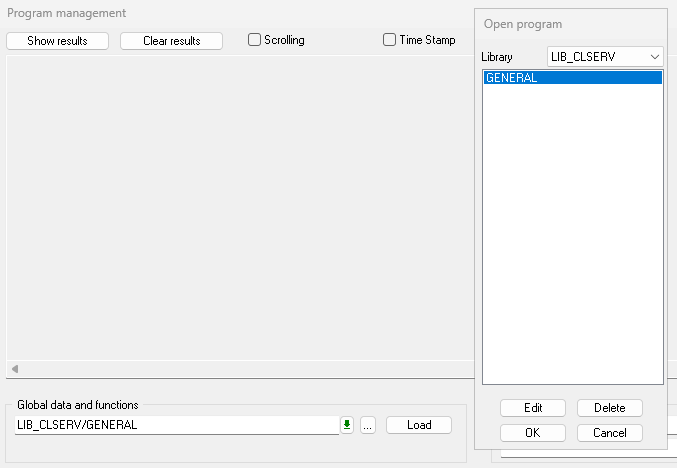 Program management
Show results
Clear results
Scrolling
Time Stamp
Open program
Library
LIB_CLSERV
GENERAL
Global data and functions
LIB_CLSERV/GENERAL
...
Load
Edit
Delete
OK
Cancel